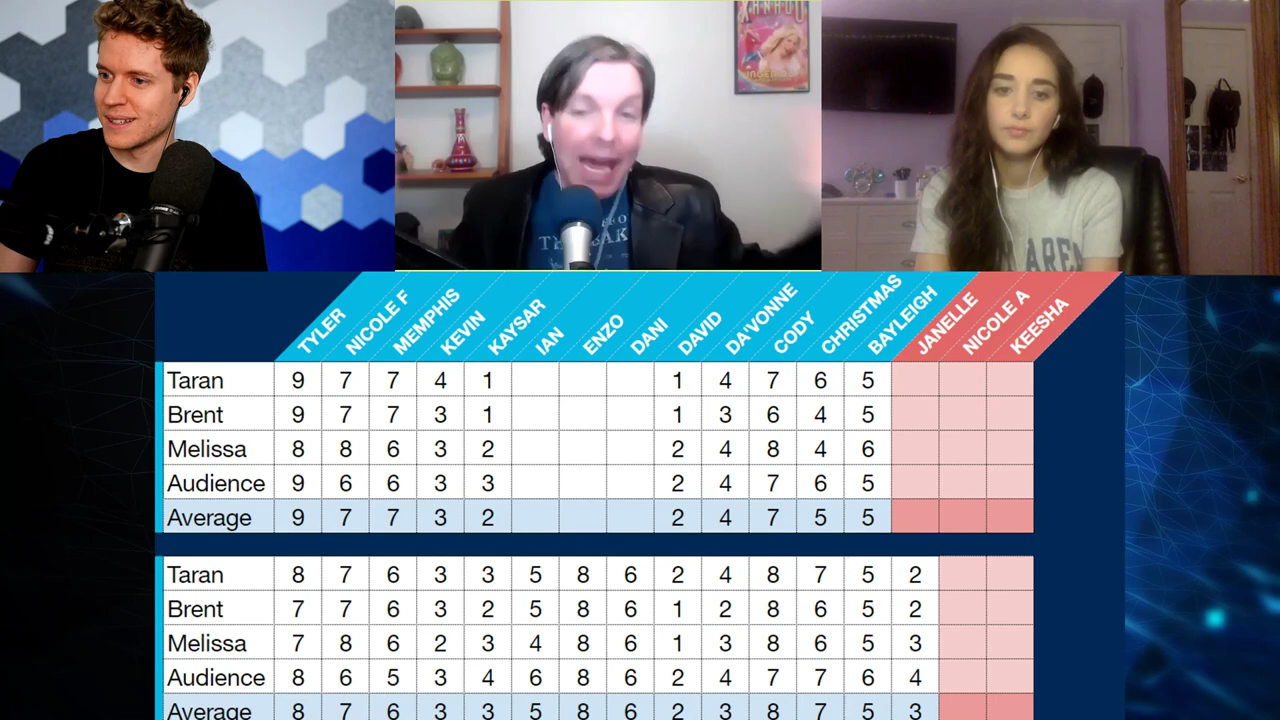 XANADU
TYLER NICOLE F MEMPHIS KEVIN KAYSAR IAN ENZO DANI DAVID DA'VONNE CODY CHRISTMAS BAYLEIGH JANELLE NICOLE A KEESHA
Taran 9 7 7 4 1 1 4 7 6 5
Brent 9 7 7 3 1 1 3 6 4 5
Melissa 8 8 6 3 2 2 4 8 4 6
Audience 9 6 6 3 3 2 4 7 6 5
Average 9 7 7 3 2 2 4 7 5 5
Taran 8 7 6 3 3 5 8 6 2 4 8 7 5 2
Brent 7 7 6 3 2 5 8 6 1 2 8 6 5 2
Melissa 7 8 6 2 3 4 8 6 1 3 8 6 5 3
Audience 8 6 5 3 4 6 8 6 2 4 7 7 6 4
Average 8 7 6 3 3 5 8 6 2 3 8 7 5 3